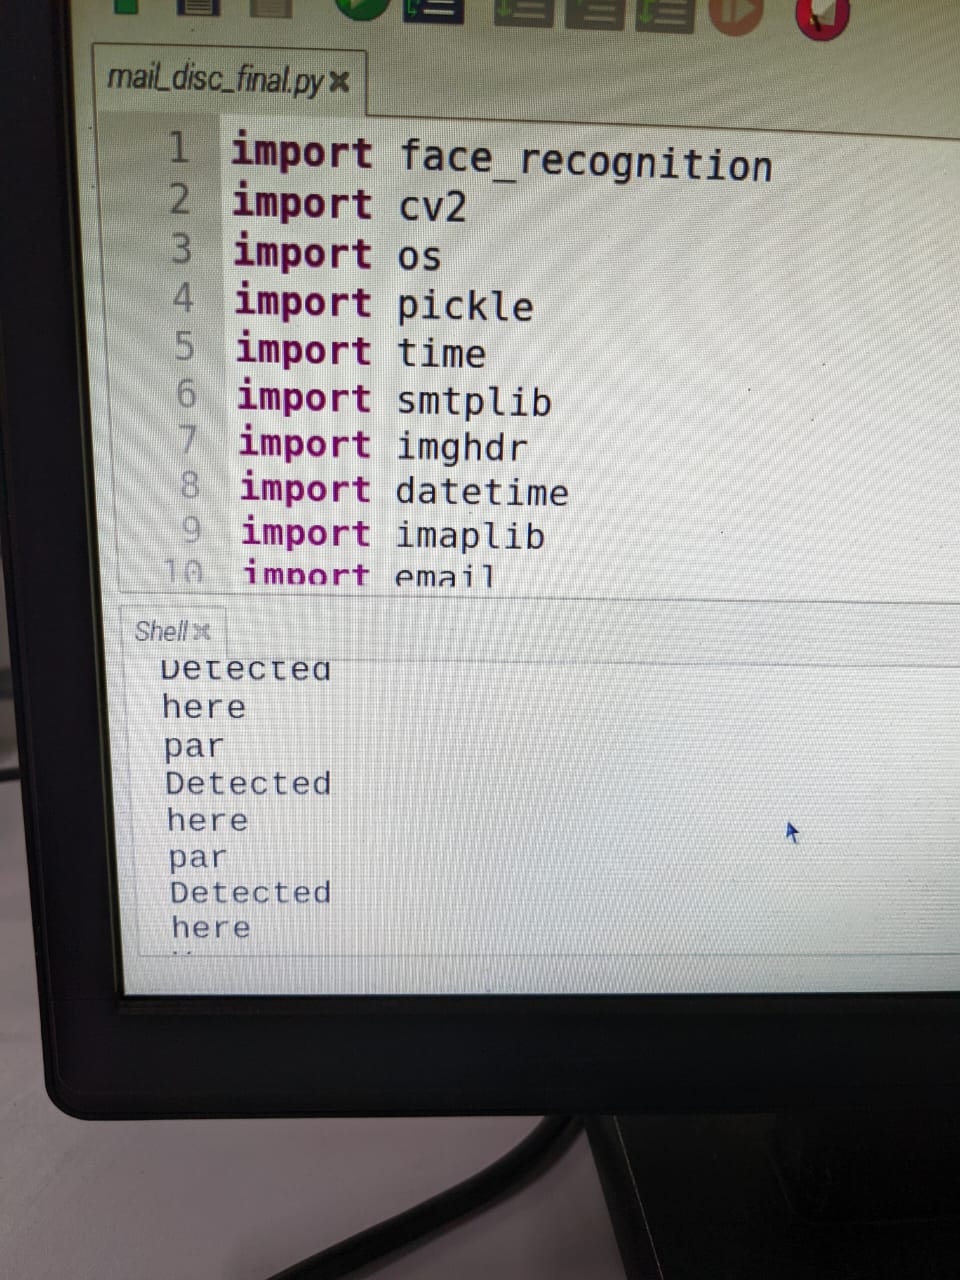 mail_disc_final.py
1 import face_recognition
2 import cv2
3 import os
4 import pickle
5 import time
6 import smtplib
7 import imghdr
8 import datetime
9 import imaplib
10 import email
Shell
Detected
here
par
Detected
here
par
Detected
here